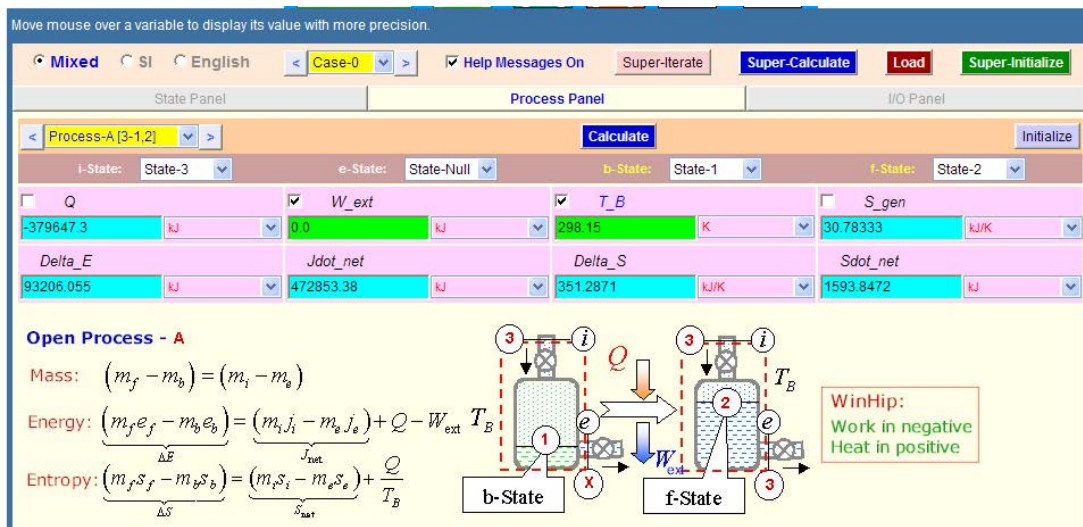 Move mouse over a variable to display its value with more precision.
Mixed SI English < Case-0 > Help Messages On Super-Iterate Super-Calculate Load Super-Initialize
State Panel Process Panel I/O Panel
< Process-A [3-1,2] > Calculate Initialize
i-State: State-3 e-State: State-Null b-State: State-1 f-State: State-2
Q W_ext T_B S_gen
-379647.3 kJ 0.0 kJ 298.15 K 30.78333 kJ/K
Delta_E Jdot_net Delta_S Sdot_net
93206.055 kJ 472853.38 kJ 351.2871 kJ/K 1593.8472 kJ
Open Process - A
Mass: (m_f − m_b) = (m_i − m_e)
Energy: (m_f e_f − m_b e_b) = (m_i j_i − m_e j_e) + Q − W_ext
ΔE J_net
Entropy: (m_f s_f − m_b s_b) = (m_i s_i − m_e s_e) + Q/T_B
ΔS S_net
3 i Q 3 i
T_B T_B
1 e 2 e
X W_ext 3
b-State f-State
WinHip:
Work in negative
Heat in positive